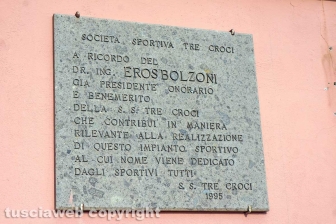 SOCIETA SPORTIVA TRE CROCI
A RICORDO DEL
DR. ING. EROS BOLZONI
GIA PRESIDENTE ONORARIO
E BENEMERITO
DELLA S. S. TRE CROCI
CHE CONTRIBUI IN MANIERA
RILEVANTE ALLA REALIZZAZIONE
DI QUESTO IMPIANTO SPORTIVO
AL CUI NOME VIENE DEDICATO
DAGLI SPORTIVI TUTTI
S. S. TRE CROCI
1995
tusciaweb copyright